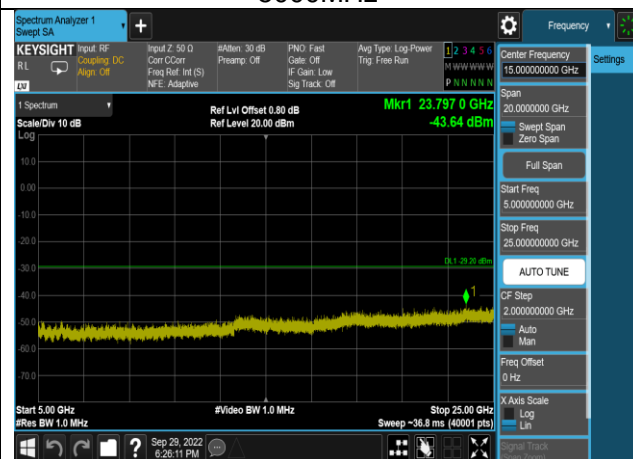 Spectrum Analyzer 1
Swept SA
Frequency
KEYSIGHT
RL
LXI
Input: RF
Coupling: DC
Align: Off
Input Z: 50 Ω
Corr CCorr
Freq Ref: Int (S)
NFE: Adaptive
#Atten: 30 dB
Preamp: Off
PNO: Fast
Gate: Off
IF Gain: Low
Sig Track: Off
Avg Type: Log-Power
Trig: Free Run
1 2 3 4 5 6
M W W W W W
P N N N N N
1 Spectrum
Scale/Div 10 dB
Log
Ref Lvl Offset 0.80 dB
Ref Level 20.00 dBm
Mkr1 23.797 0 GHz
-43.64 dBm
10.0
0.00
-10.0
-20.0
-30.0
-40.0
-50.0
-60.0
-70.0
DL1 -29.20 dBm
1
Start 5.00 GHz
#Res BW 1.0 MHz
#Video BW 1.0 MHz
Stop 25.00 GHz
Sweep ~36.8 ms (40001 pts)
Center Frequency
15.000000000 GHz
Settings
Span
20.0000000 GHz
Swept Span
Zero Span
Full Span
Start Freq
5.000000000 GHz
Stop Freq
25.000000000 GHz
AUTO TUNE
CF Step
2.000000000 GHz
Auto
Man
Freq Offset
0 Hz
X Axis Scale
Log
Lin
Signal Track
(Span Zoom)
Sep 29, 2022
6:26:11 PM